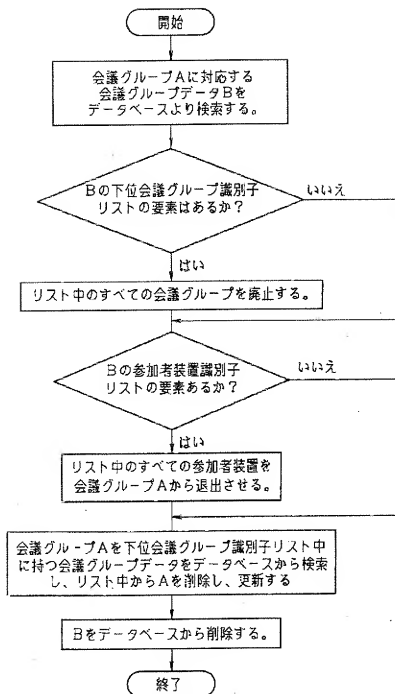 開始
会議グループAに対応する
会議グループデータBを
データベースより検索する。
Bの下位会議グループ識別子
リストの要素はあるか?
いいえ
はい
リスト中のすべての会議グループを廃止する。
Bの参加者装置識別子
リストの要素あるか?
いいえ
はい
リスト中のすべての参加者装置を
会議グループAから退出させる。
会議グループAを下位会議グループ識別子リスト中
に持つ会議グループデータをデータベースから検索
し、リスト中からAを削除し、更新する
Bをデータベースから削除する。
終了